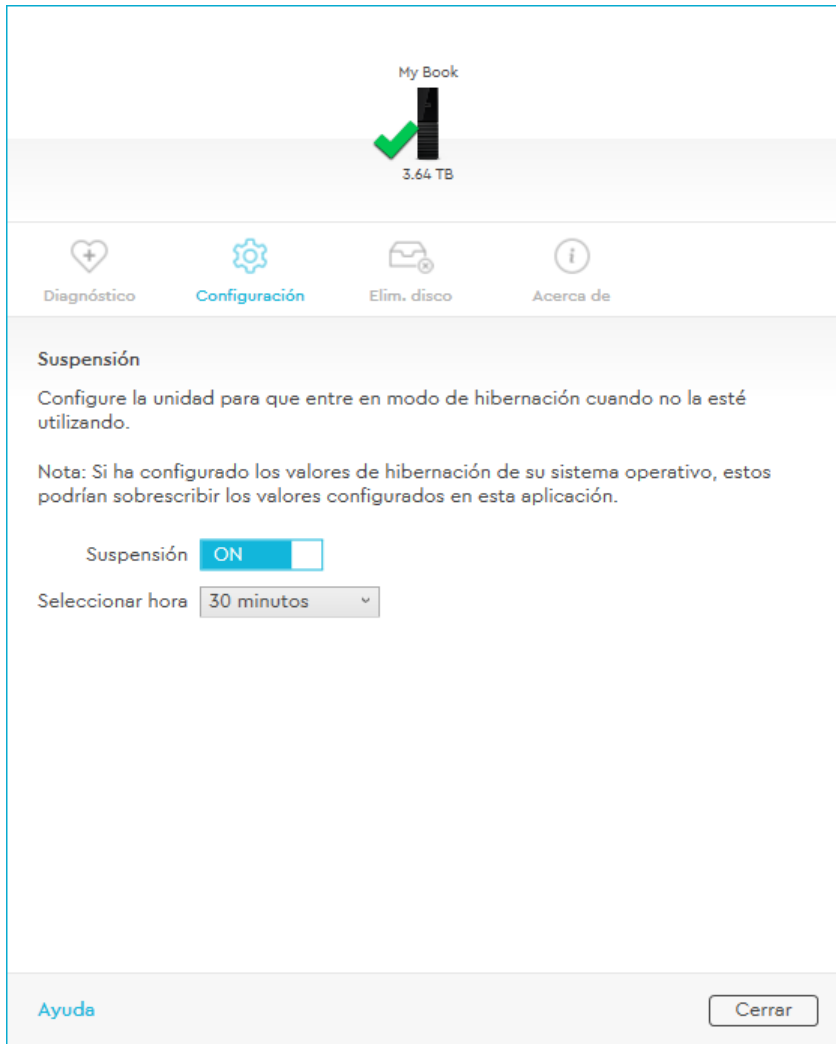 My Book
3.64 TB
Diagnóstico
Configuración
Elim. disco
Acerca de
Suspensión
Configure la unidad para que entre en modo de hibernación cuando no la esté
utilizando.
Nota: Si ha configurado los valores de hibernación de su sistema operativo, estos
podrían sobrescribir los valores configurados en esta aplicación.
Suspensión ON
Seleccionar hora 30 minutos
Ayuda
Cerrar